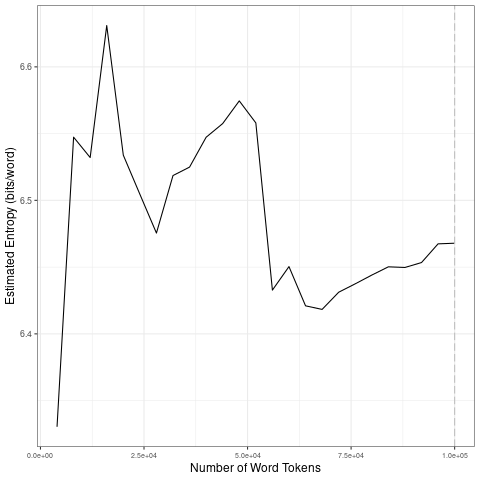 Estimated Entropy (bits/word)
6.6
6.5
6.4
0.0e+00 2.5e+04 5.0e+04 7.5e+04 1.0e+05
Number of Word Tokens